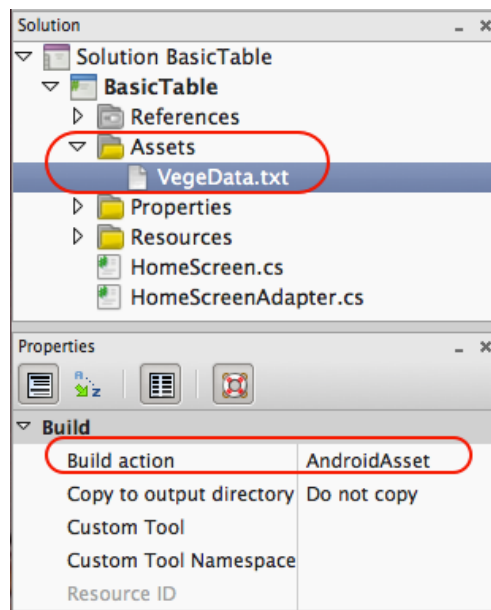 Solution
Solution BasicTable
BasicTable
References
Assets
VegeData.txt
Properties
Resources
HomeScreen.cs
HomeScreenAdapter.cs
Properties
A
Z
Build
Build action AndroidAsset
Copy to output directory Do not copy
Custom Tool
Custom Tool Namespace
Resource ID